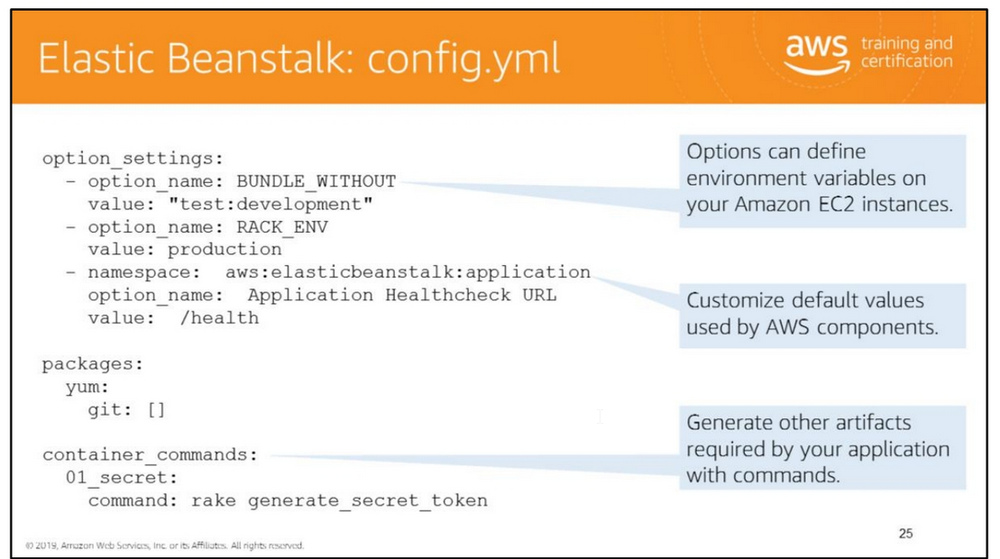 Elastic Beanstalk: config.yml
aws training and
certification
option_settings:
- option_name: BUNDLE_WITHOUT
value: "test:development"
- option_name: RACK_ENV
value: production
- namespace: aws:elasticbeanstalk:application
option_name: Application Healthcheck URL
value: /health
packages:
yum:
git: []
container_commands:
01_secret:
command: rake generate_secret_token
Options can define
environment variables on
your Amazon EC2 instances.
Customize default values
used by AWS components.
Generate other artifacts
required by your application
with commands.
25
© 2019, Amazon Web Services, Inc. or its Affiliates. All rights reserved.